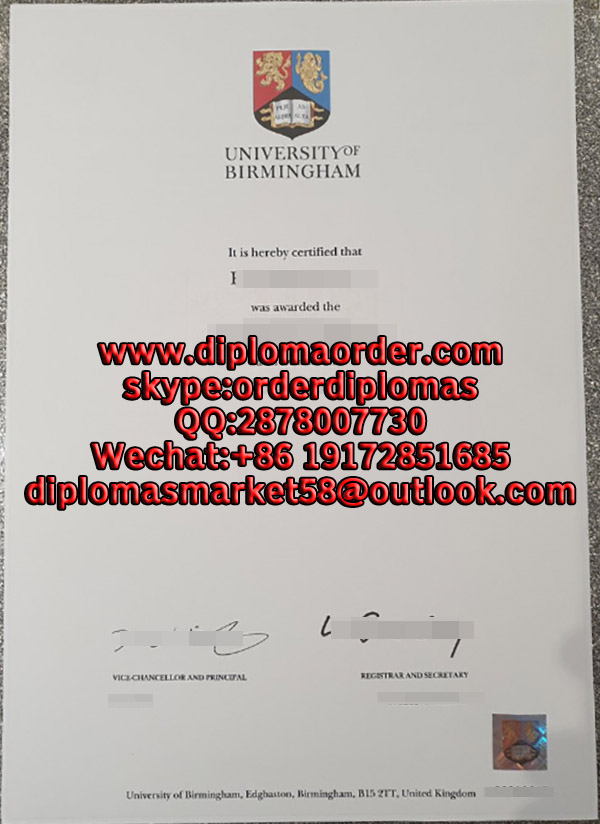 UNIVERSITY OF
BIRMINGHAM
It is hereby certified that
was awarded the
www.diplomaorder.com
skype:orderdiplomas
QQ:2878007730
Wechat:+86 19172851685
diplomasmarket58@outlook.com
VICE-CHANCELLOR AND PRINCIPAL
REGISTRAR AND SECRETARY
University of Birmingham, Edgbaston, Birmingham, B15 2TT, United Kingdom